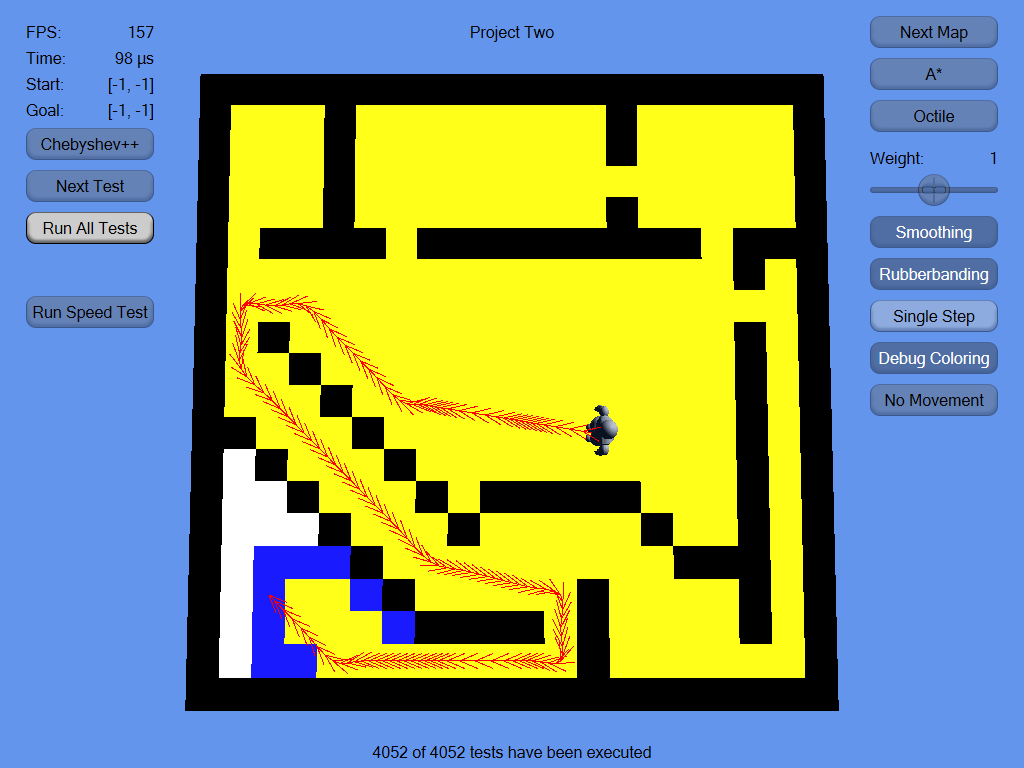 FPS: 157
Time: 98 µs
Start: [-1, -1]
Goal: [-1, -1]
Chebyshev++
Next Test
Run All Tests
Run Speed Test
Project Two
Next Map
A*
Octile
Weight: 1
Smoothing
Rubberbanding
Single Step
Debug Coloring
No Movement
4052 of 4052 tests have been executed